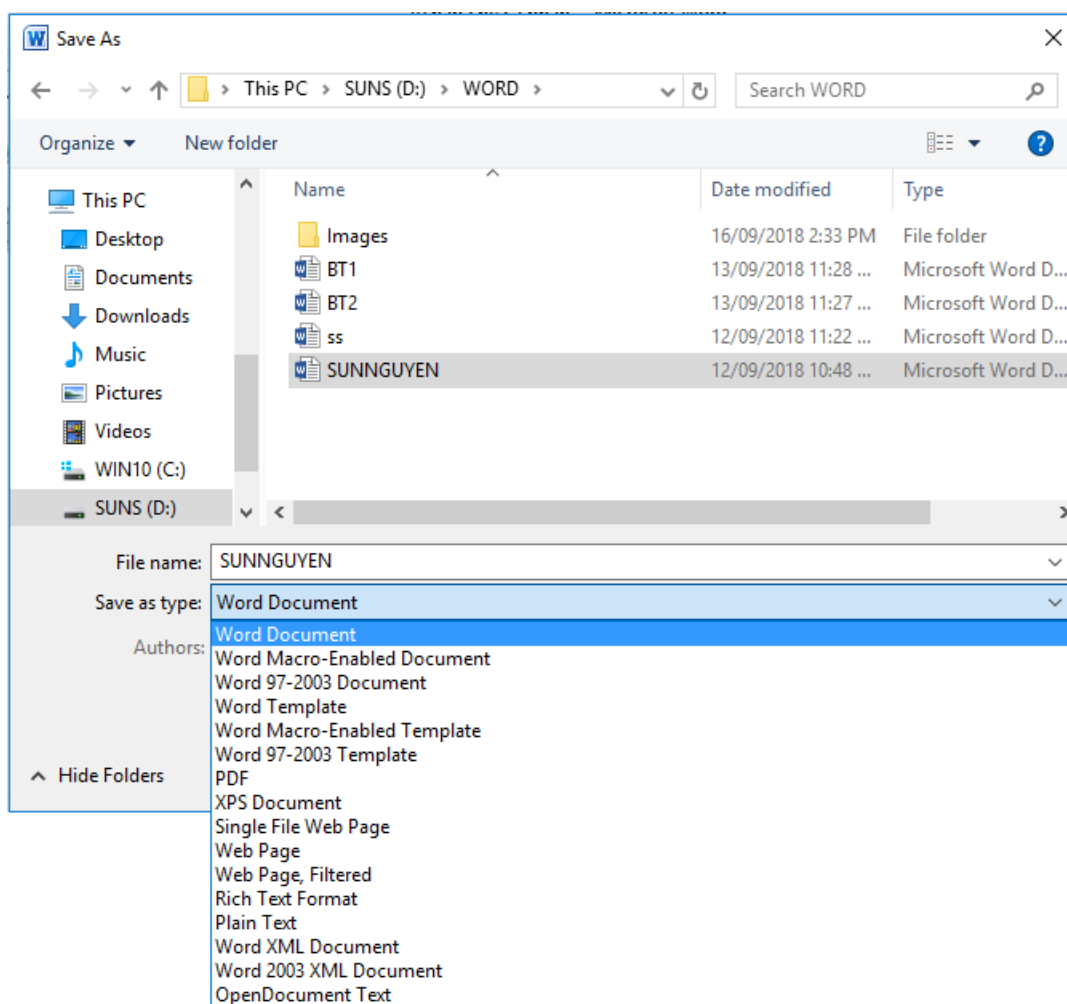 Save As
This PC > SUNS (D:) > WORD >
Search WORD
Organize
New folder
Name
Date modified
Type
This PC
Desktop
Documents
Downloads
Music
Pictures
Videos
WIN10 (C:)
SUNS (D:)
Images 16/09/2018 2:33 PM File folder
BT1 13/09/2018 11:28 ... Microsoft Word D...
BT2 13/09/2018 11:27 ... Microsoft Word D...
ss 12/09/2018 11:22 ... Microsoft Word D...
SUNNGUYEN 12/09/2018 10:48 ... Microsoft Word D...
File name: SUNNGUYEN
Save as type: Word Document
Authors:
Word Document
Word Macro-Enabled Document
Word 97-2003 Document
Word Template
Word Macro-Enabled Template
Word 97-2003 Template
PDF
XPS Document
Single File Web Page
Web Page
Web Page, Filtered
Rich Text Format
Plain Text
Word XML Document
Word 2003 XML Document
OpenDocument Text
Hide Folders